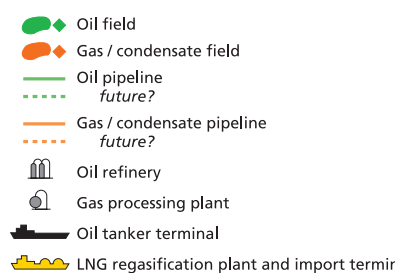 Oil field
Gas / condensate field
Oil pipeline
future?
Gas / condensate pipeline
future?
Oil refinery
Gas processing plant
Oil tanker terminal
LNG regasification plant and import